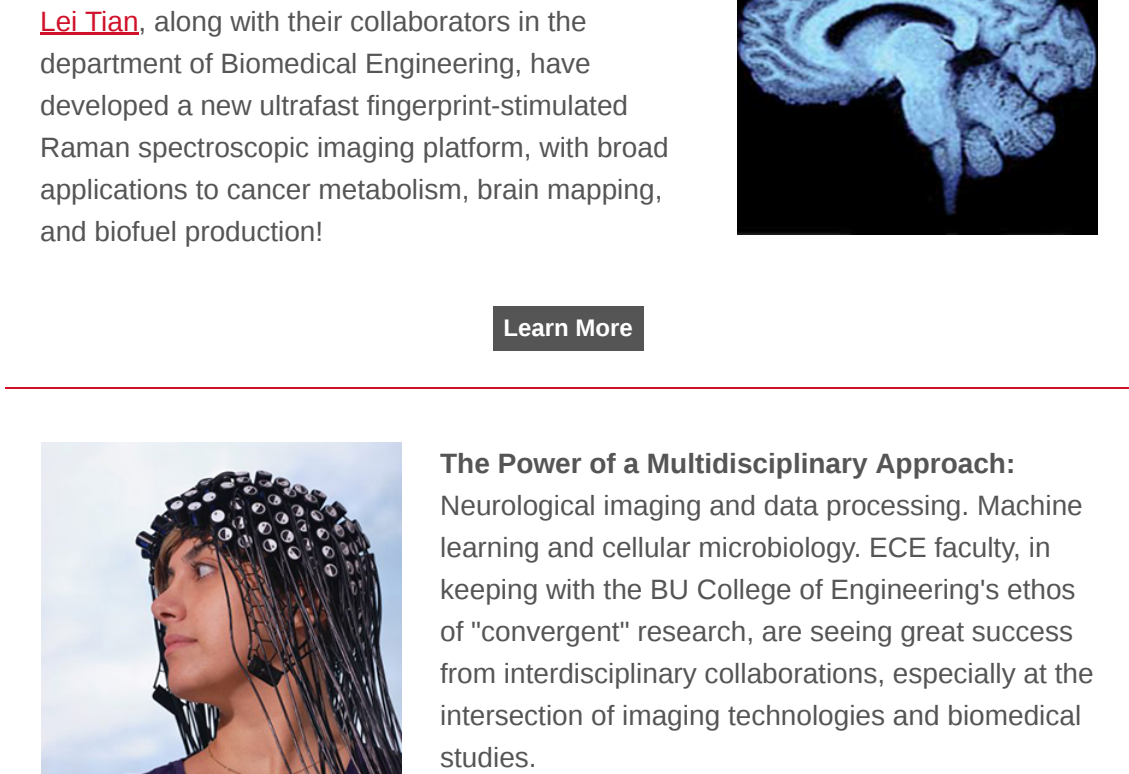 Lei Tian, along with their collaborators in the
department of Biomedical Engineering, have
developed a new ultrafast fingerprint-stimulated
Raman spectroscopic imaging platform, with broad
applications to cancer metabolism, brain mapping,
and biofuel production!
Learn More
The Power of a Multidisciplinary Approach:
Neurological imaging and data processing. Machine
learning and cellular microbiology. ECE faculty, in
keeping with the BU College of Engineering's ethos
of "convergent" research, are seeing great success
from interdisciplinary collaborations, especially at the
intersection of imaging technologies and biomedical
studies.